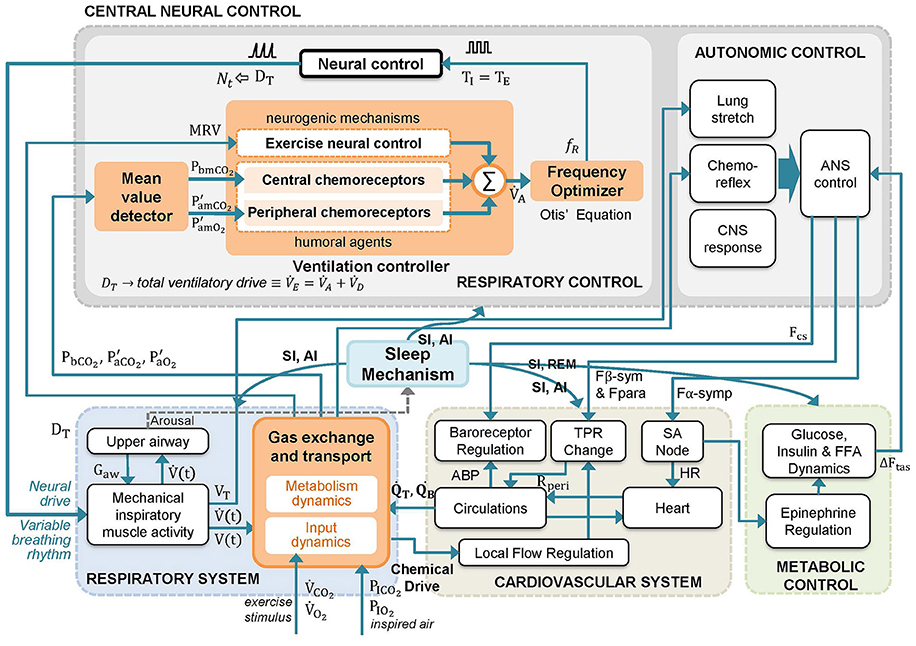 CENTRAL NEURAL CONTROL
Neural control
N_t ⇐ D_T
T_I = T_E
AUTONOMIC CONTROL
Lung
stretch
Chemo-
reflex
CNS
response
ANS
control
MRV
neurogenic mechanisms
Exercise neural control
Central chemoreceptors
Peripheral chemoreceptors
humoral agents
Ventilation controller
Mean
value
detector
P_bmCO₂
P′_amCO₂
P′_amO₂
Σ
V̇_A
f_R
Frequency
Optimizer
Otis' Equation
D_T → total ventilatory drive ≡ V̇_E = V̇_A + V̇_D
RESPIRATORY CONTROL
P_bCO₂, P′_aCO₂, P′_aO₂
SI, AI
SI, AI
Sleep
Mechanism
SI, REM
SI, AI
F_cs
Fβ-sym
& Fpara
Fα-symp
ΔF_tas
D_T
Neural
drive
Variable
breathing
rhythm
Arousal
Upper airway
G_aw
V̇(t)
Mechanical
inspiratory
muscle activity
V_T
V̇(t)
V(t)
RESPIRATORY SYSTEM
Gas exchange
and transport
Metabolism
dynamics
Input
dynamics
exercise
stimulus
V̇_CO₂
V̇_O₂
P_ICO₂
P_IO₂
inspired air
Q̇_T, Q_B
Chemical
Drive
Baroreceptor
Regulation
TPR
Change
SA
Node
ABP
R_peri
HR
Circulations
Heart
Local Flow Regulation
CARDIOVASCULAR SYSTEM
Glucose,
Insulin & FFA
Dynamics
Epinephrine
Regulation
METABOLIC
CONTROL